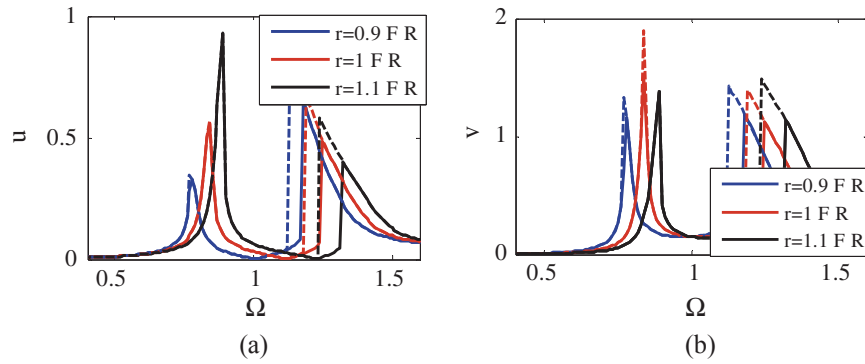 1
0.5
0
u
0.5
1
1.5
Ω
r=0.9 F R
r=1 F R
r=1.1 F R
(a)
2
1
0
v
0.5
1
1.5
Ω
r=0.9 F R
r=1 F R
r=1.1 F R
(b)